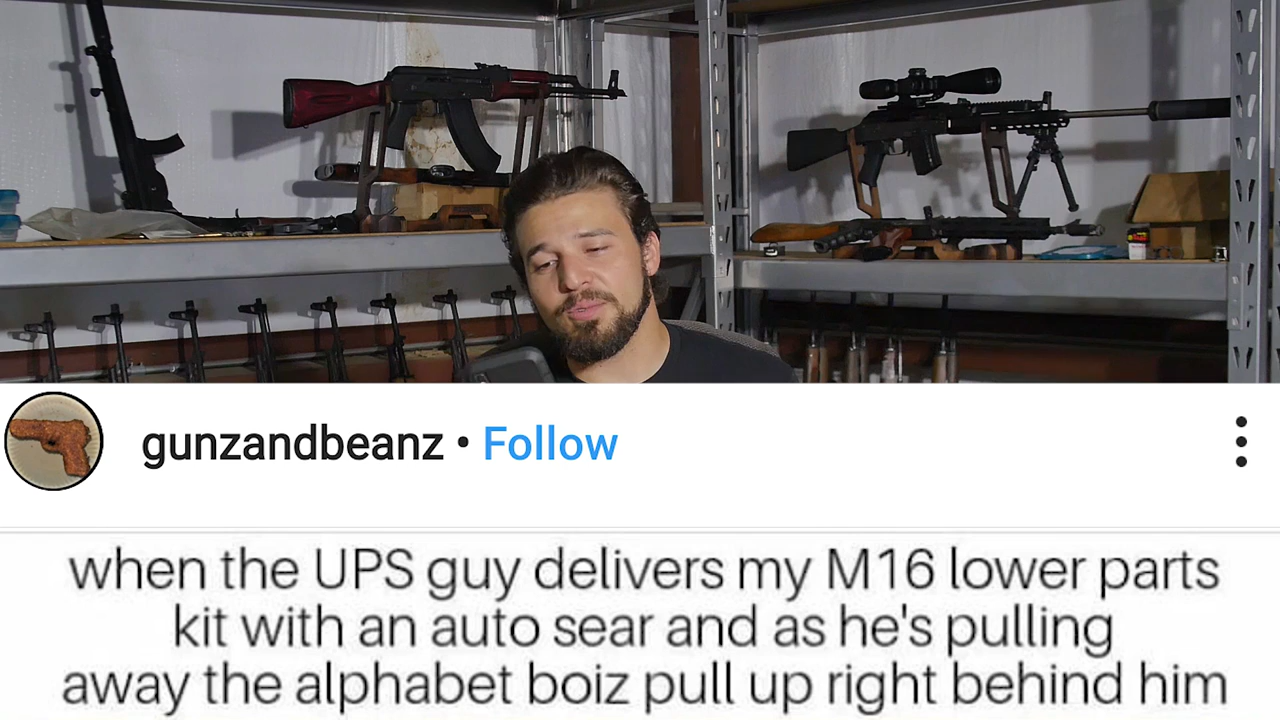 gunzandbeanz • Follow
when the UPS guy delivers my M16 lower parts
kit with an auto sear and as he's pulling
away the alphabet boiz pull up right behind him